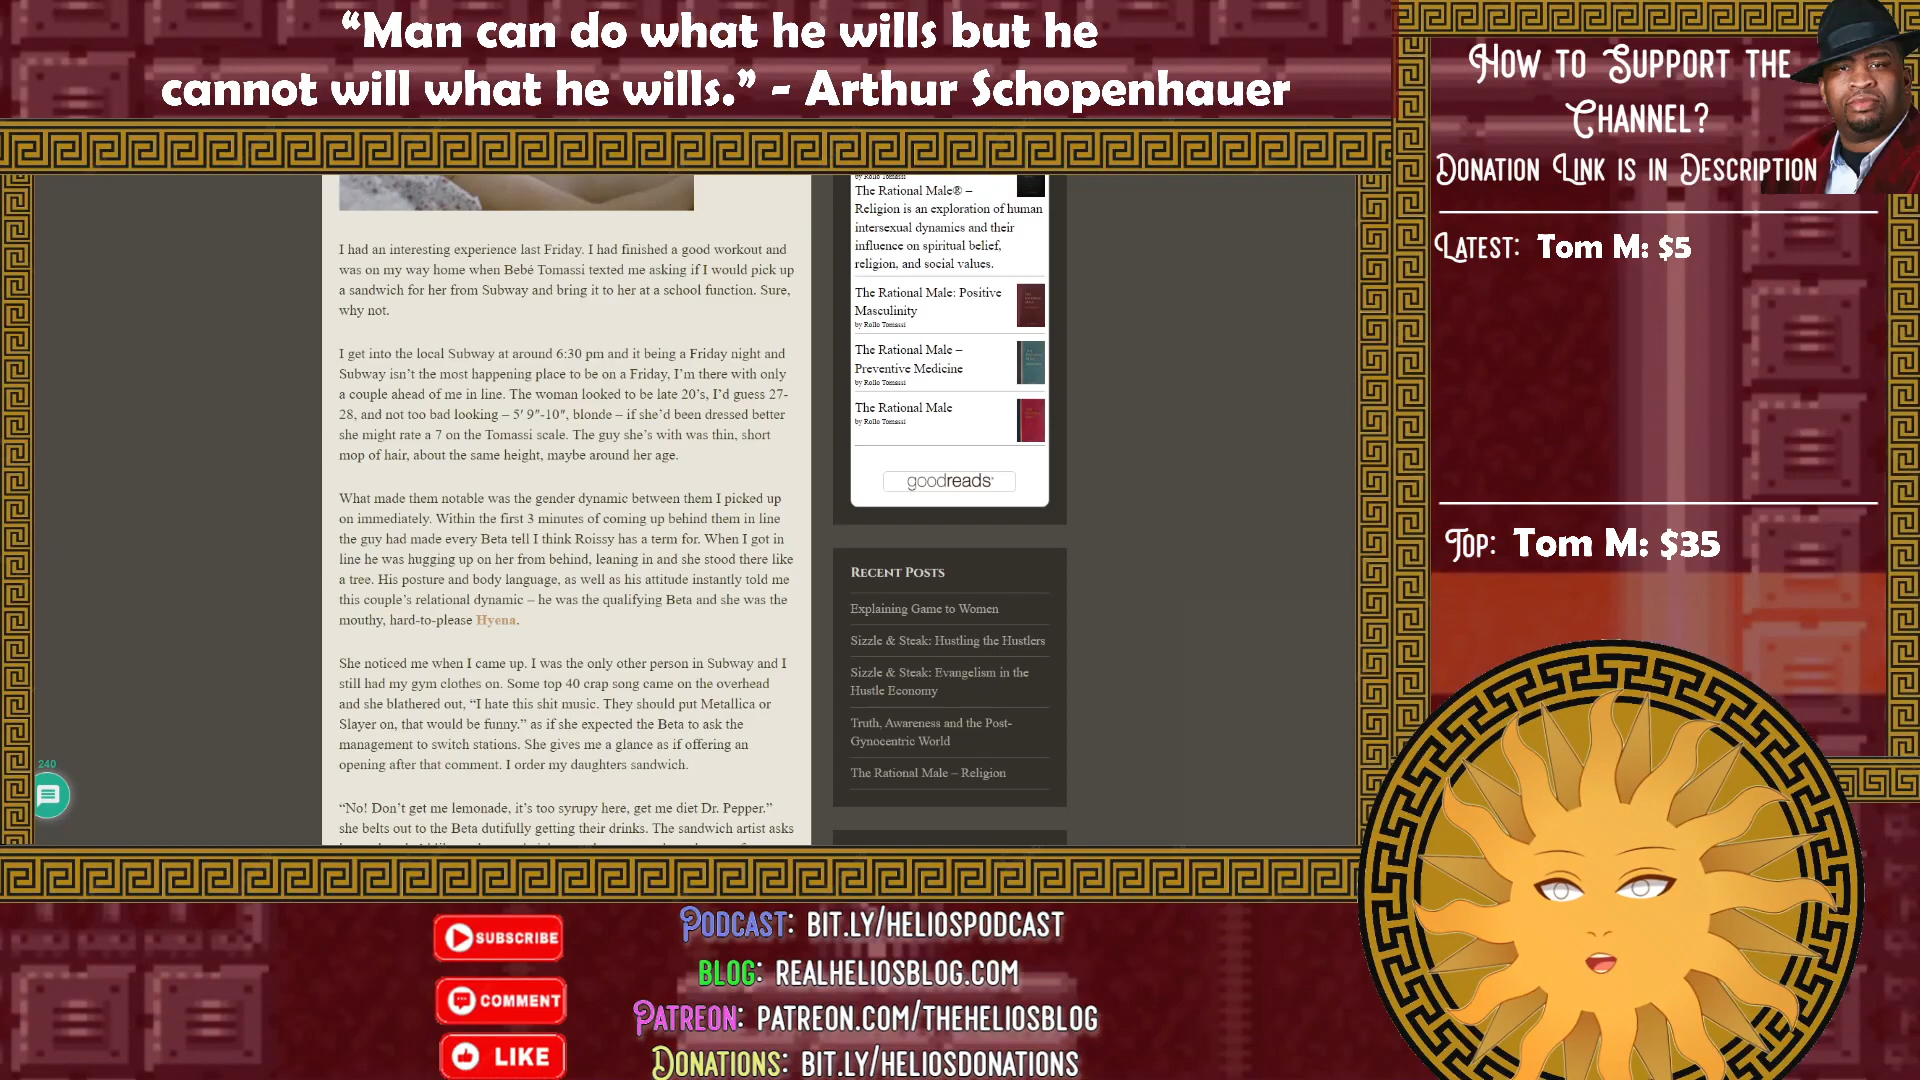 “Man can do what he wills but he
cannot will what he wills.” - Arthur Schopenhauer
How to Support the
Channel?
Donation Link is in Description
Latest: Tom M: $5
Top: Tom M: $35
I had an interesting experience last Friday. I had finished a good workout and
was on my way home when Bebé Tomassi texted me asking if I would pick up
a sandwich for her from Subway and bring it to her at a school function. Sure,
why not.
I get into the local Subway at around 6:30 pm and it being a Friday night and
Subway isn’t the most happening place to be on a Friday, I’m there with only
a couple ahead of me in line. The woman looked to be late 20’s, I’d guess 27-
28, and not too bad looking – 5′ 9″-10″, blonde – if she’d been dressed better
she might rate a 7 on the Tomassi scale. The guy she’s with was thin, short
mop of hair, about the same height, maybe around her age.
What made them notable was the gender dynamic between them I picked up
on immediately. Within the first 3 minutes of coming up behind them in line
the guy had made every Beta tell I think Roissy has a term for. When I got in
line he was hugging up on her from behind, leaning in and she stood there like
a tree. His posture and body language, as well as his attitude instantly told me
this couple’s relational dynamic – he was the qualifying Beta and she was the
mouthy, hard-to-please Hyena.
She noticed me when I came up. I was the only other person in Subway and I
still had my gym clothes on. Some top 40 crap song came on the overhead
and she blathered out, “I hate this shit music. They should put Metallica or
Slayer on, that would be funny.” as if she expected the Beta to ask the
management to switch stations. She gives me a glance as if offering an
opening after that comment. I order my daughters sandwich.
“No! Don’t get me lemonade, it’s too syrupy here, get me diet Dr. Pepper.”
she belts out to the Beta dutifully getting their drinks. The sandwich artist asks
by Rollo Tomassi
The Rational Male® –
Religion is an exploration of human
intersexual dynamics and their
influence on spiritual belief,
religion, and social values.
The Rational Male: Positive
Masculinity
by Rollo Tomassi
The Rational Male –
Preventive Medicine
by Rollo Tomassi
The Rational Male
by Rollo Tomassi
goodreads
Recent Posts
Explaining Game to Women
Sizzle & Steak: Hustling the Hustlers
Sizzle & Steak: Evangelism in the
Hustle Economy
Truth, Awareness and the Post-
Gynocentric World
The Rational Male – Religion
240
SUBSCRIBE
COMMENT
LIKE
Podcast: bit.ly/heliospodcast
Blog: realheliosblog.com
Patreon: patreon.com/theheliosblog
Donations: bit.ly/heliosdonations